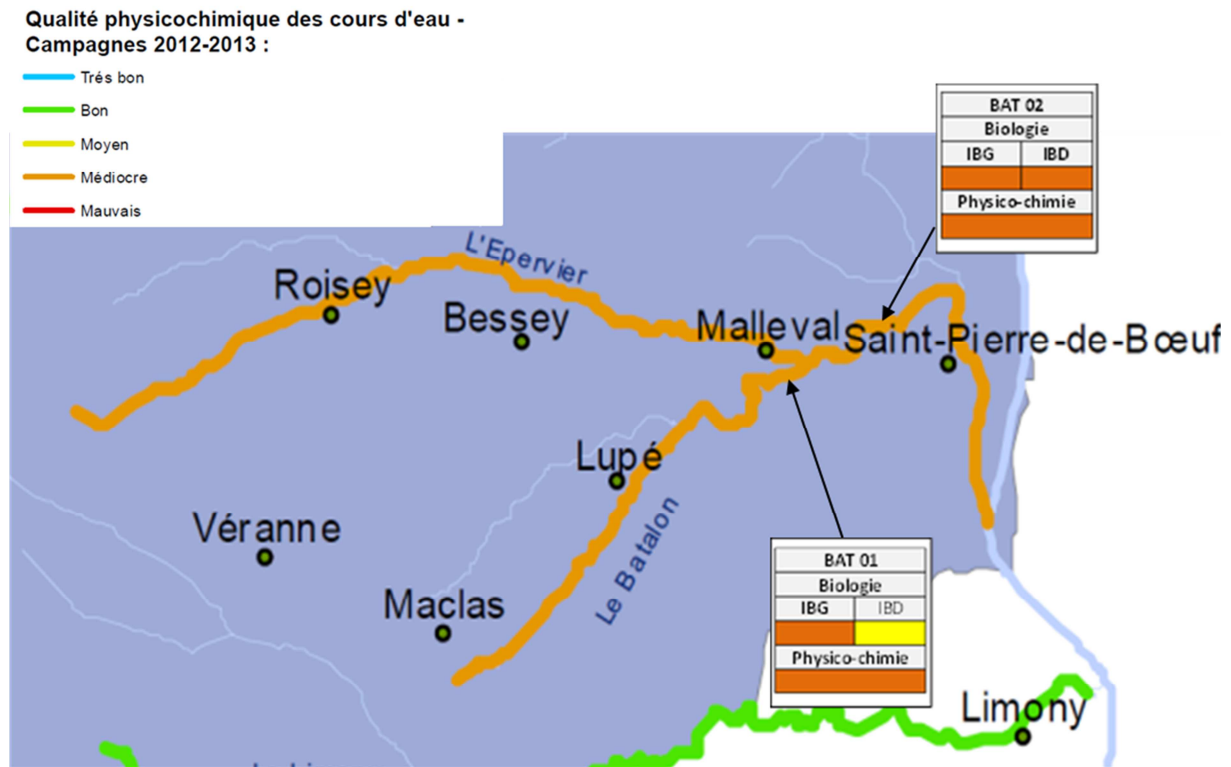 Qualité physicochimique des cours d'eau -
Campagnes 2012-2013 :
Trés bon
Bon
Moyen
Médiocre
Mauvais
BAT 02
Biologie
IBG IBD
Physico-chimie
L'Epervier
Roisey
Bessey
Malleval
Saint-Pierre-de-Bœuf
Lupé
Le Batalon
Véranne
Maclas
BAT 01
Biologie
IBG IBD
Physico-chimie
Limony